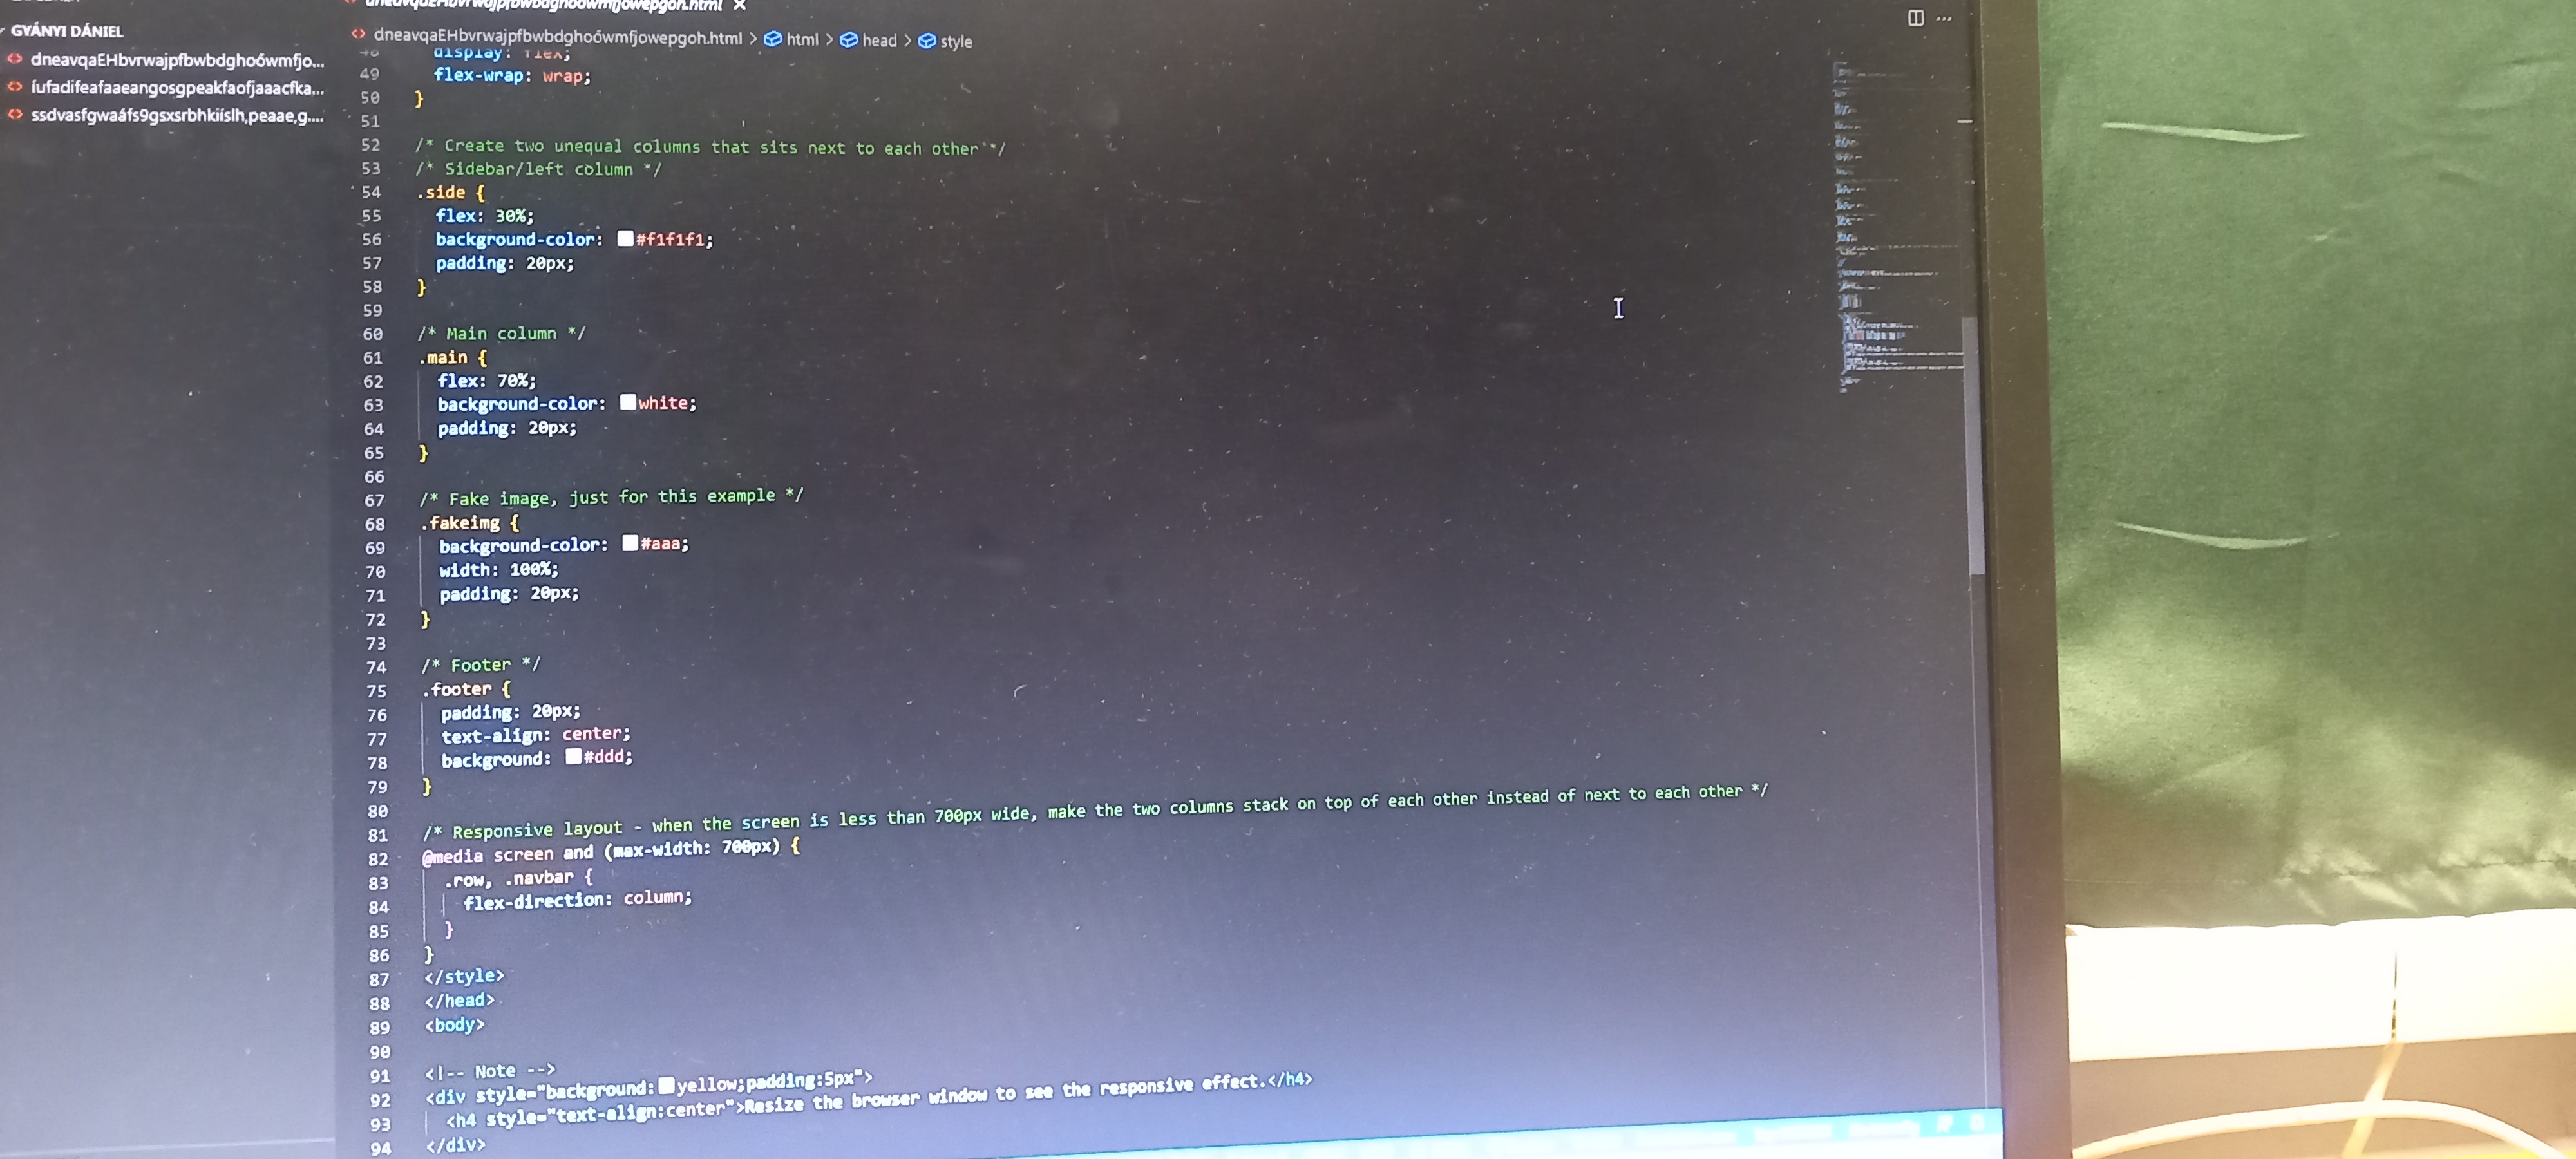 GYÁNYI DÁNIEL
dneavqaEHbvrwajpfbwbdghoőwmfjo...
íufadifeafaaeangosgpeakfaofjaaacfka...
ssdvasfgwaáfs9gsxsrbhkiíslh,peaae,g....
dneavqaEHbvrwajpfbwbdghoőwmfjowepgoh.html
dneavqaEHbvrwajpfbwbdghoőwmfjowepgoh.html > html > head > style
48 display: flex;
49 flex-wrap: wrap;
50 }
51
52 /* Create two unequal columns that sits next to each other */
53 /* Sidebar/left column */
54 .side {
55 flex: 30%;
56 background-color: #f1f1f1;
57 padding: 20px;
58 }
59
60 /* Main column */
61 .main {
62 flex: 70%;
63 background-color: white;
64 padding: 20px;
65 }
66
67 /* Fake image, just for this example */
68 .fakeimg {
69 background-color: #aaa;
70 width: 100%;
71 padding: 20px;
72 }
73
74 /* Footer */
75 .footer {
76 padding: 20px;
77 text-align: center;
78 background: #ddd;
79 }
80
81 /* Responsive layout - when the screen is less than 700px wide, make the two columns stack on top of each other instead of next to each other */
82 @media screen and (max-width: 700px) {
83 .row, .navbar {
84 flex-direction: column;
85 }
86 }
87 </style>
88 </head>
89 <body>
90
91 <!-- Note -->
92 <div style="background:yellow;padding:5px">
93 <h4 style="text-align:center">Resize the browser window to see the responsive effect.</h4>
94 </div>